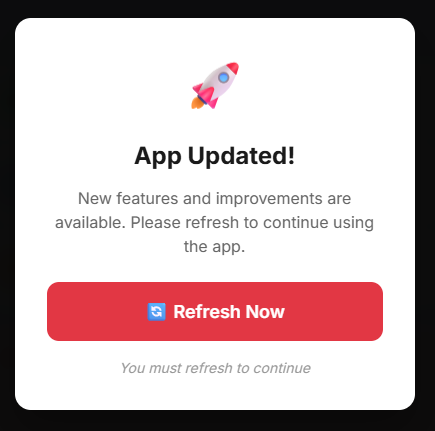 App Updated!
New features and improvements are
available. Please refresh to continue using
the app.
Refresh Now
You must refresh to continue